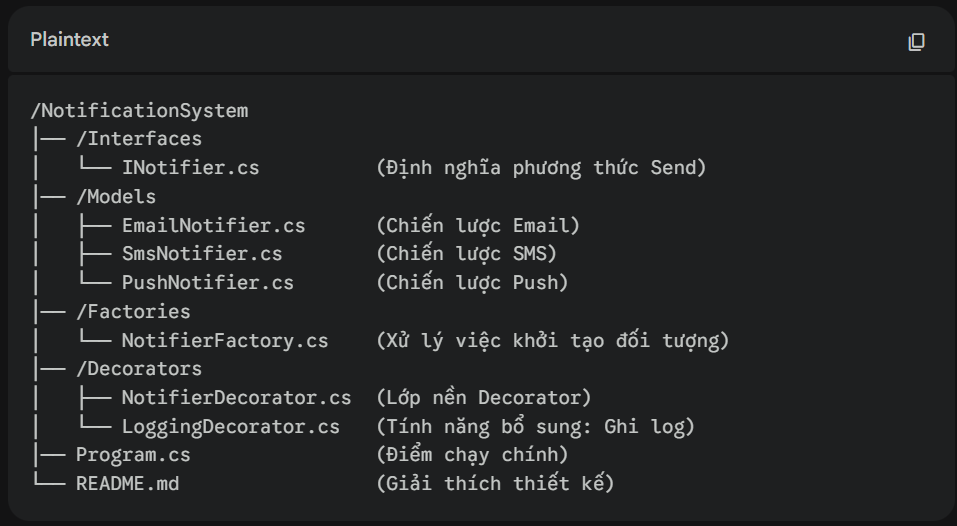 Plaintext
/NotificationSystem
├── /Interfaces
│   └── INotifier.cs          (Định nghĩa phương thức Send)
├── /Models
│   ├── EmailNotifier.cs      (Chiến lược Email)
│   ├── SmsNotifier.cs        (Chiến lược SMS)
│   └── PushNotifier.cs       (Chiến lược Push)
├── /Factories
│   └── NotifierFactory.cs    (Xử lý việc khởi tạo đối tượng)
├── /Decorators
│   ├── NotifierDecorator.cs  (Lớp nền Decorator)
│   └── LoggingDecorator.cs   (Tính năng bổ sung: Ghi log)
├── Program.cs                (Điểm chạy chính)
└── README.md                 (Giải thích thiết kế)